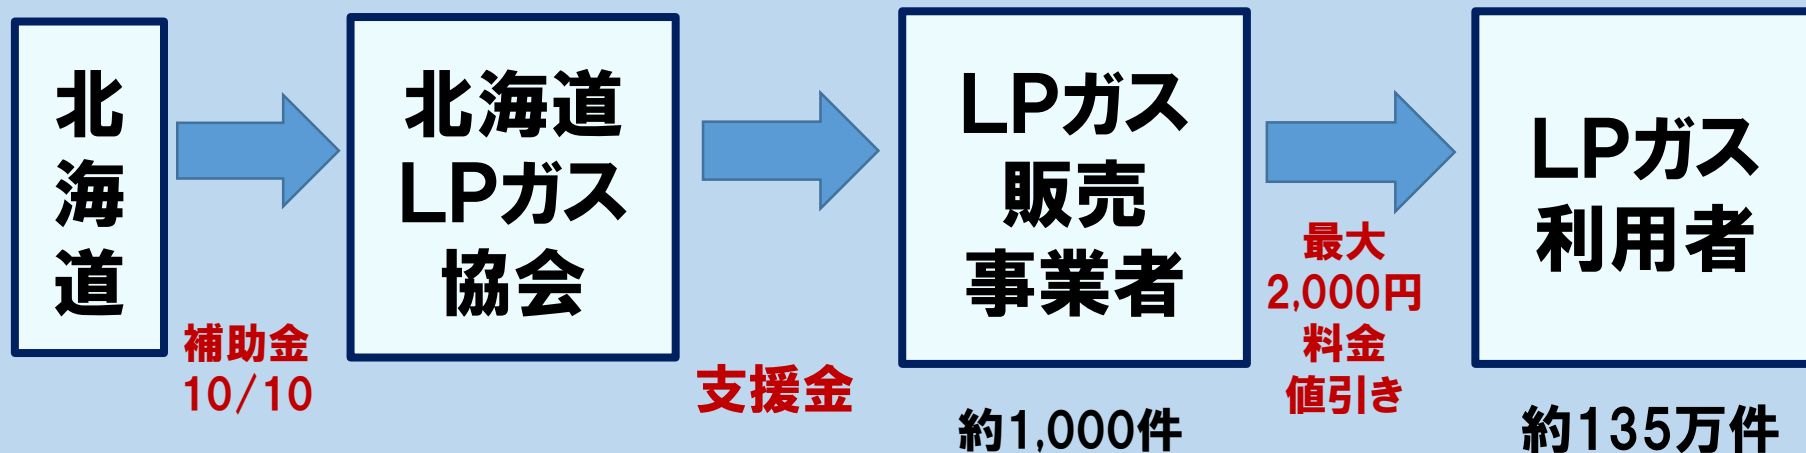 北
海
道
補助金
10/10
北海道
LPガス
協会
支援金
LPガス
販売
事業者
約1,000件
最大
2,000円
料金
値引き
LPガス
利用者
約135万件